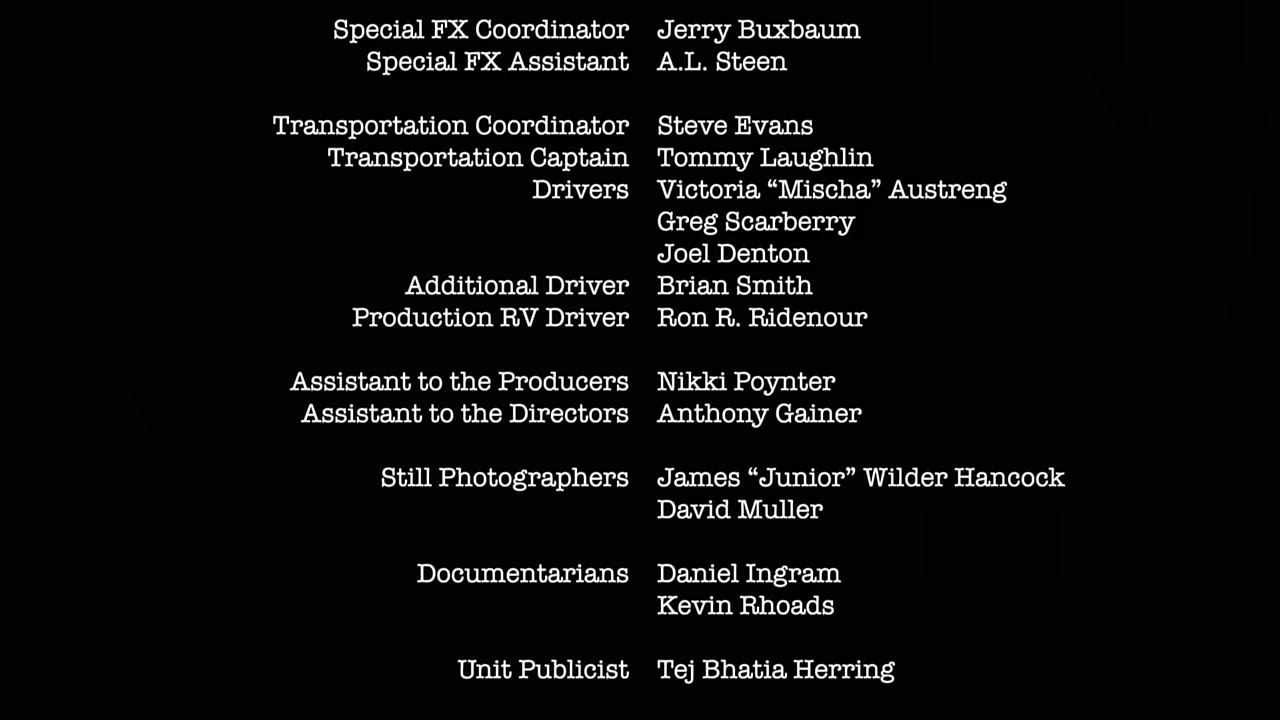 Special FX Coordinator Jerry Buxbaum
Special FX Assistant A.L. Steen
Transportation Coordinator Steve Evans
Transportation Captain Tommy Laughlin
Drivers Victoria “Mischa” Austreng
Greg Scarberry
Joel Denton
Additional Driver Brian Smith
Production RV Driver Ron R. Ridenour
Assistant to the Producers Nikki Poynter
Assistant to the Directors Anthony Gainer
Still Photographers James “Junior” Wilder Hancock
David Muller
Documentarians Daniel Ingram
Kevin Rhoads
Unit Publicist Tej Bhatia Herring